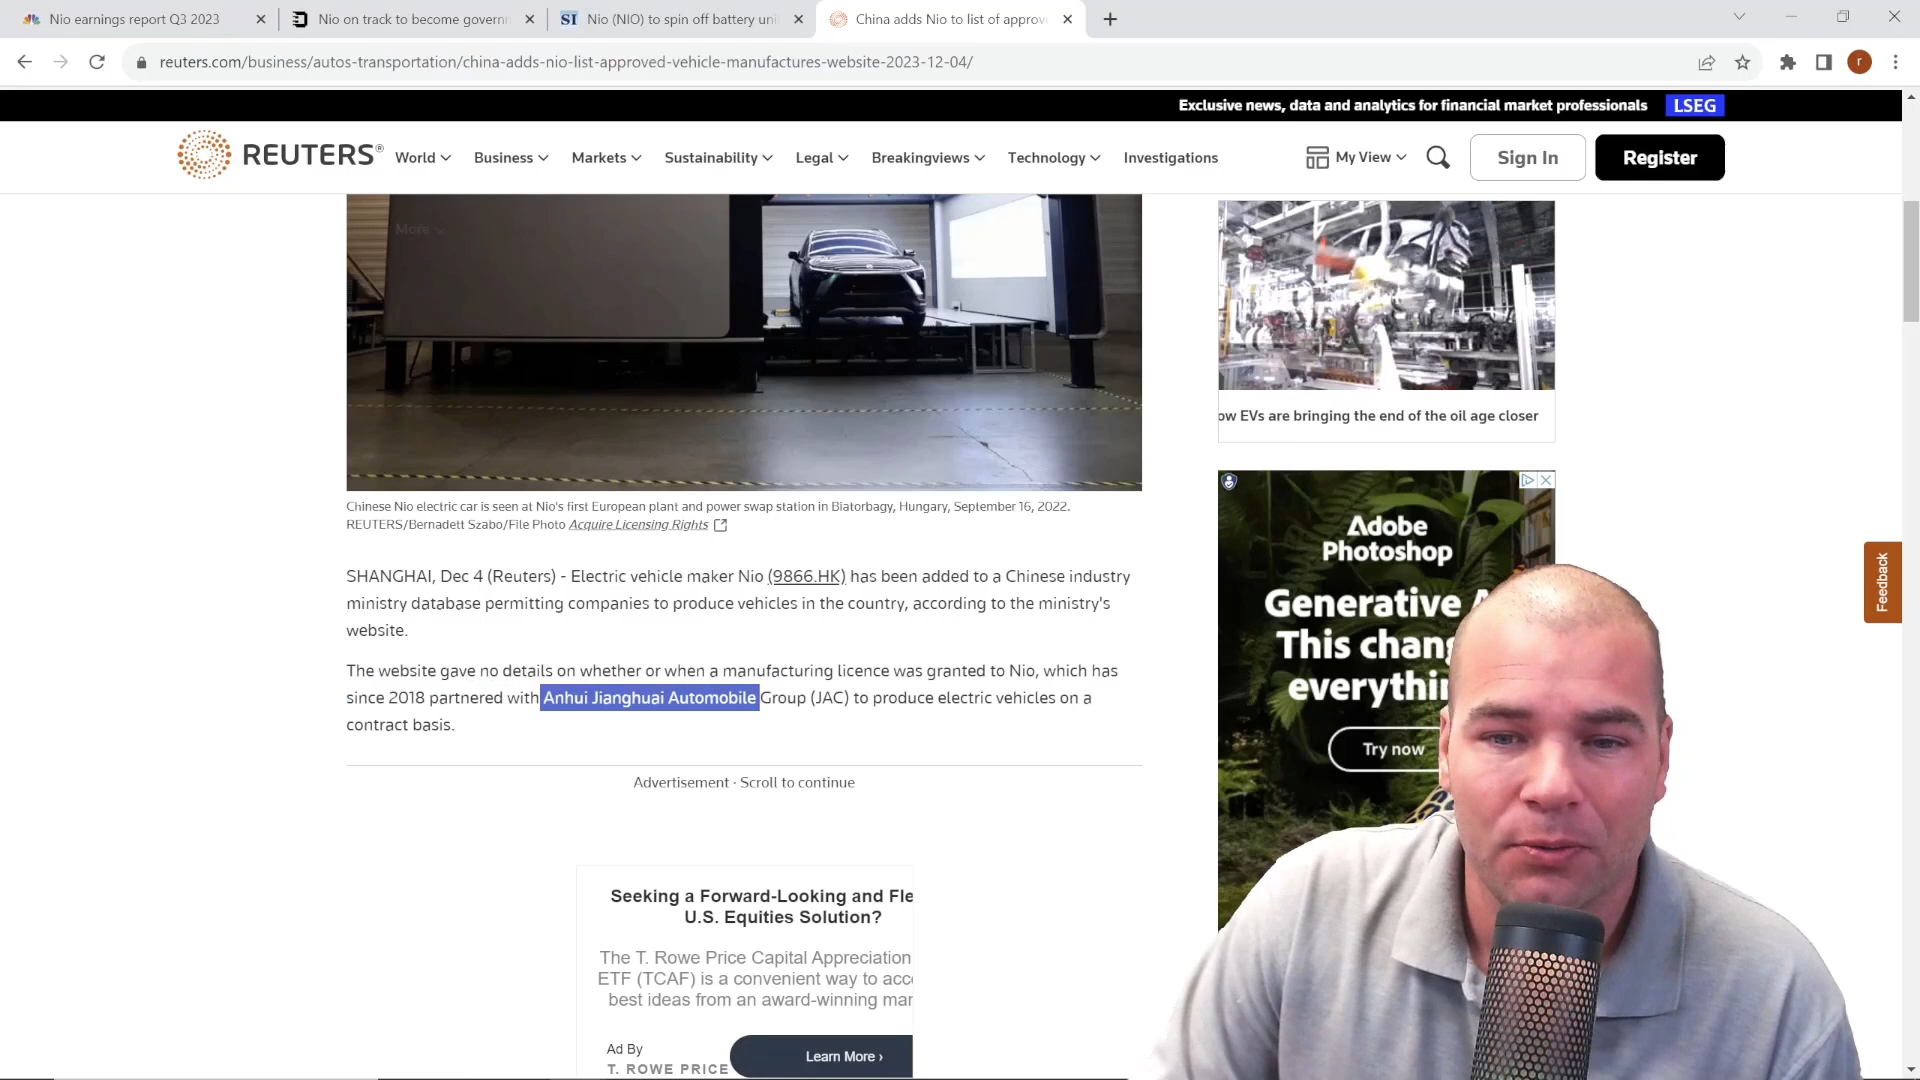 Nio earnings report Q3 2023
Nio on track to become governm
Nio (NIO) to spin off battery uni
China adds Nio to list of approve
reuters.com/business/autos-transportation/china-adds-nio-list-approved-vehicle-manufactures-website-2023-12-04/
r
Exclusive news, data and analytics for financial market professionals LSEG
REUTERS®
World Business Markets Sustainability Legal Breakingviews Technology Investigations
My View Sign In Register
More
ow EVs are bringing the end of the oil age closer
Chinese Nio electric car is seen at Nio's first European plant and power swap station in Biatorbagy, Hungary, September 16, 2022.
REUTERS/Bernadett Szabo/File Photo Acquire Licensing Rights
SHANGHAI, Dec 4 (Reuters) - Electric vehicle maker Nio (9866.HK) has been added to a Chinese industry
ministry database permitting companies to produce vehicles in the country, according to the ministry's
website.
The website gave no details on whether or when a manufacturing licence was granted to Nio, which has
since 2018 partnered with Anhui Jianghuai Automobile Group (JAC) to produce electric vehicles on a
contract basis.
Advertisement · Scroll to continue
Seeking a Forward-Looking and Fle
U.S. Equities Solution?
The T. Rowe Price Capital Appreciation
ETF (TCAF) is a convenient way to acc
best ideas from an award-winning mar
Ad By
T. ROWE PRICE
Learn More ›
Adobe
Photoshop
Generative A
This chang
everythin
Try now
Feedback